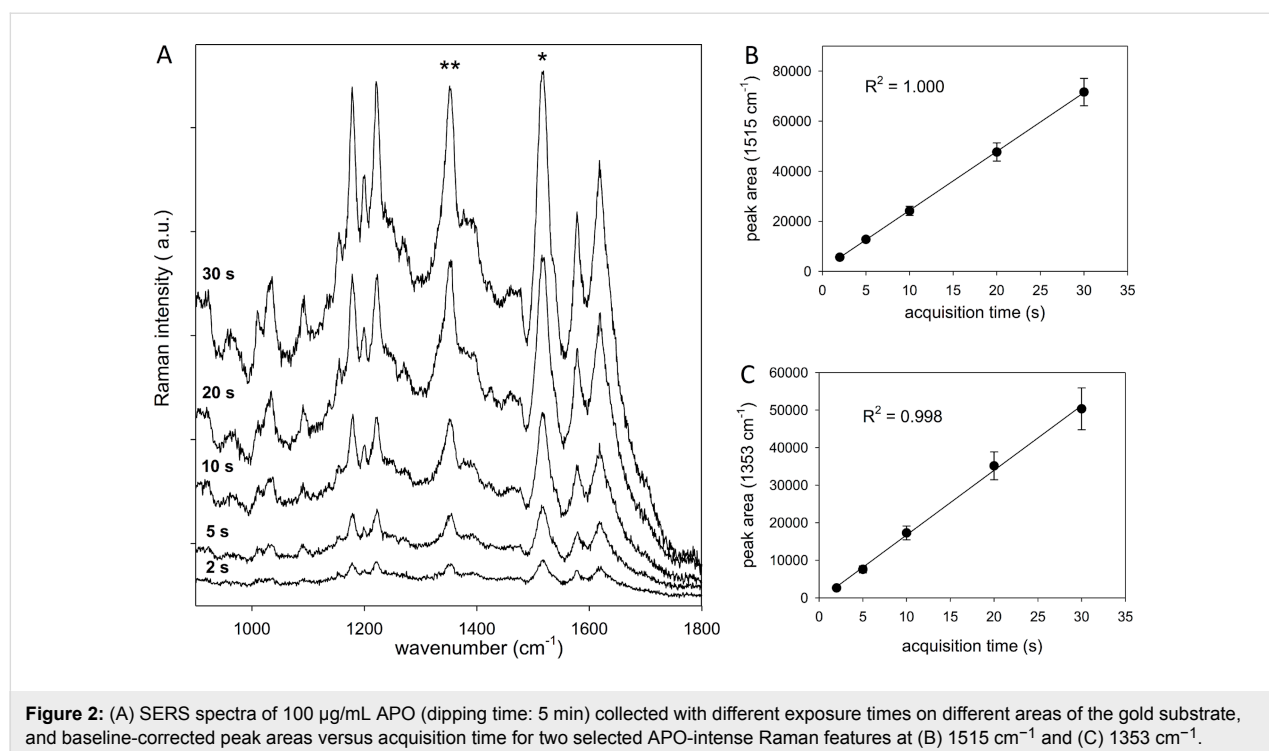 A
**
*
30 s
20 s
10 s
5 s
2 s
Raman intensity ( a.u.)
1000 1200 1400 1600 1800
wavenumber (cm⁻¹)
B
R² = 1.000
80000
60000
40000
20000
0
peak area (1515 cm⁻¹)
0 5 10 15 20 25 30 35
acquisition time (s)
C
R² = 0.998
60000
50000
40000
30000
20000
10000
0
peak area (1353 cm⁻¹)
0 5 10 15 20 25 30 35
acquisition time (s)
Figure 2: (A) SERS spectra of 100 µg/mL APO (dipping time: 5 min) collected with different exposure times on different areas of the gold substrate,
and baseline-corrected peak areas versus acquisition time for two selected APO-intense Raman features at (B) 1515 cm⁻¹ and (C) 1353 cm⁻¹.